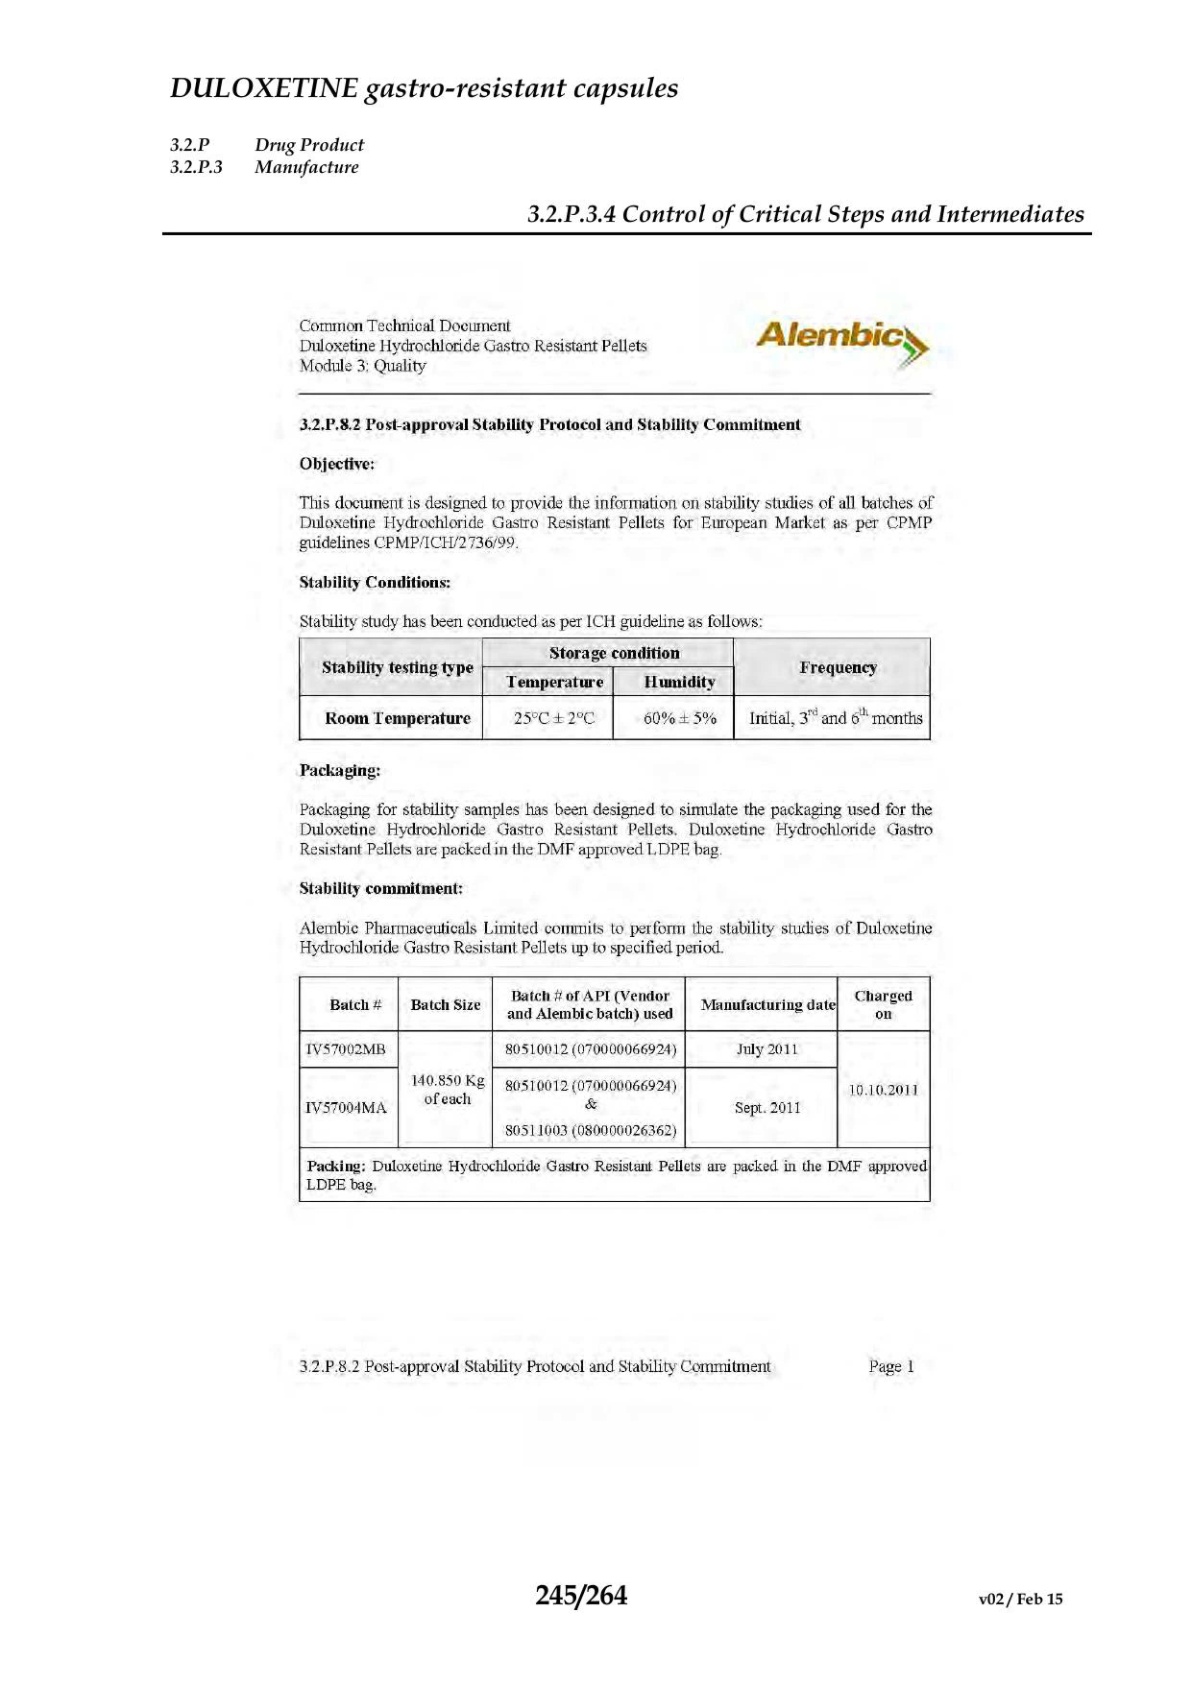 DULOXETINE gastro-resistant capsules
3.2.P Drug Product
3.2.P.3 Manufacture
3.2.P.3.4 Control of Critical Steps and Intermediates
Common Technical Document
Duloxetine Hydrochloride Gastro Resistant Pellets
Module 3: Quality
Alembic
3.2.P.8.2 Post-approval Stability Protocol and Stability Commitment
Objective:
This document is designed to provide the information on stability studies of all batches of
Duloxetine Hydrochloride Gastro Resistant Pellets for European Market as per CPMP
guidelines CPMP/ICH/2736/99.
Stability Conditions:
Stability study has been conducted as per ICH guideline as follows:
Stability testing type
Storage condition
Frequency
Temperature Humidity
Room Temperature 25°C ± 2°C 60% ± 5% Initial, 3rd and 6th months
Packaging:
Packaging for stability samples has been designed to simulate the packaging used for the
Duloxetine Hydrochloride Gastro Resistant Pellets. Duloxetine Hydrochloride Gastro
Resistant Pellets are packed in the DMF approved LDPE bag.
Stability commitment:
Alembic Pharmaceuticals Limited commits to perform the stability studies of Duloxetine
Hydrochloride Gastro Resistant Pellets up to specified period.
Batch # Batch Size Batch # of API (Vendor
and Alembic batch) used Manufacturing date Charged
on
IV57002MB 80510012 (070000066924) July 2011
140.850 Kg
of each
10.10.2011
IV57004MA 80510012 (070000066924)
&
80511003 (080000026362) Sept. 2011
Packing: Duloxetine Hydrochloride Gastro Resistant Pellets are packed in the DMF approved
LDPE bag.
3.2.P.8.2 Post-approval Stability Protocol and Stability Commitment Page 1
245/264
v02 / Feb 15